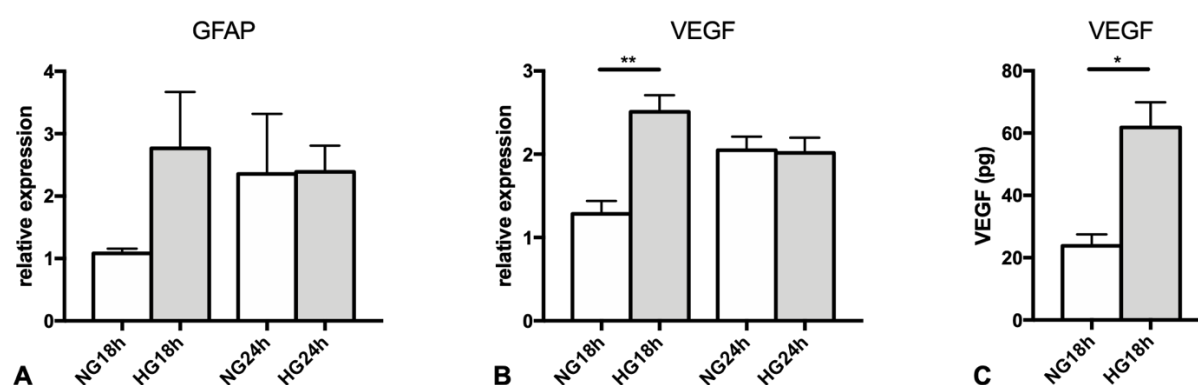 GFAP
relative expression
4
3
2
1
0
NG18h
HG18h
NG24h
HG24h
A
VEGF
**
relative expression
3
2
1
0
NG18h
HG18h
NG24h
HG24h
B
VEGF
*
VEGF (pg)
80
60
40
20
0
NG18h
HG18h
C